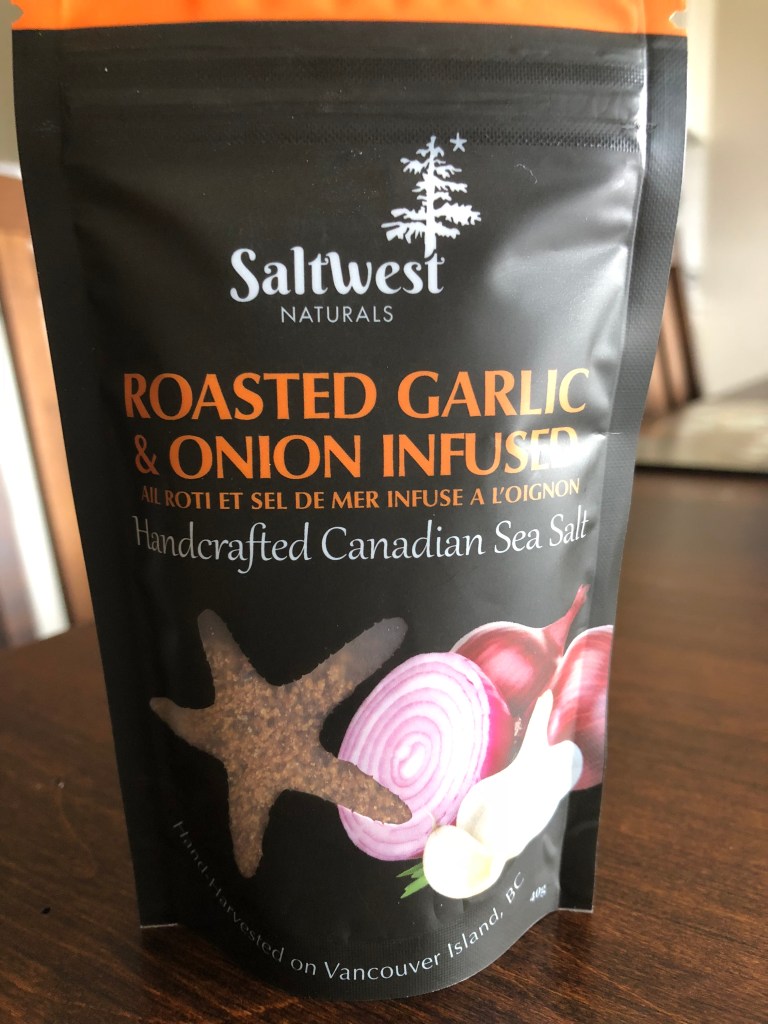 SaltWest
NATURALS
ROASTED GARLIC
& ONION INFUSED
AIL ROTI ET SEL DE MER INFUSE A L'OIGNON
Handcrafted Canadian Sea Salt
Hand-Harvested on Vancouver Island, BC
40g